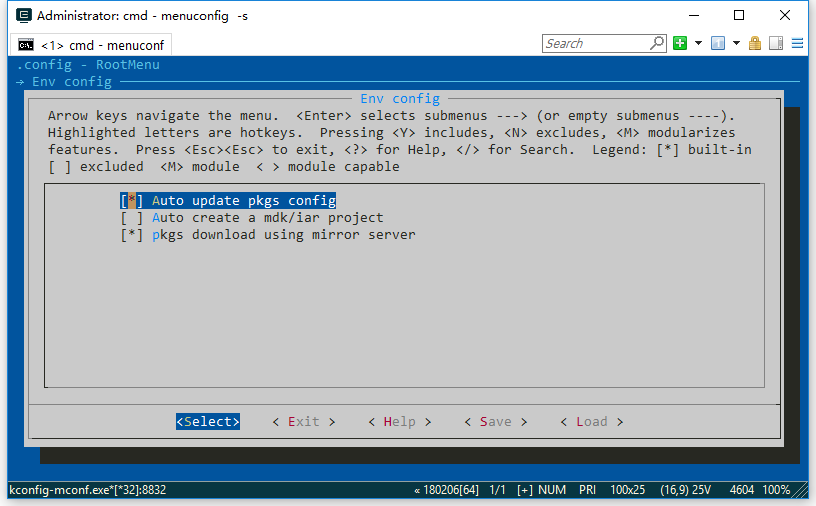 Administrator: cmd - menuconfig -s
<1> cmd - menuconf
Search
.config - RootMenu
→ Env config
Env config
Arrow keys navigate the menu.  <Enter> selects submenus ---> (or empty submenus ----).
Highlighted letters are hotkeys.  Pressing <Y> includes, <N> excludes, <M> modularizes
features.  Press <Esc><Esc> to exit, <?> for Help, </> for Search.  Legend: [*] built-in
[ ] excluded  <M> module  < > module capable
[*] Auto update pkgs config
[ ] Auto create a mdk/iar project
[*] pkgs download using mirror server
<Select>    < Exit >    < Help >    < Save >    < Load >
kconfig-mconf.exe*[*32]:8832    « 180206[64]    1/1    [+] NUM    PRI    100x25    (16,9) 25V    4604    100%